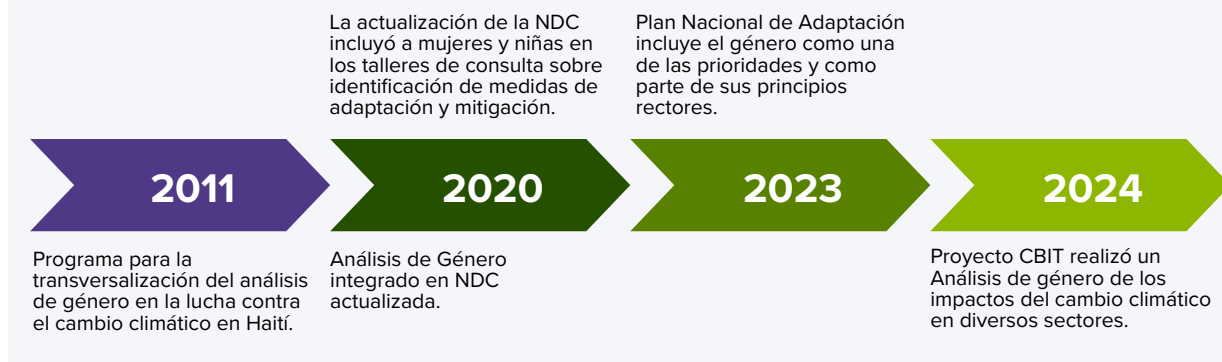 La actualización de la NDC
incluyó a mujeres y niñas en
los talleres de consulta sobre
identificación de medidas de
adaptación y mitigación.
Plan Nacional de Adaptación
incluye el género como una
de las prioridades y como
parte de sus principios
rectores.
2011
2020
2023
2024
Programa para la
transversalización del análisis
de género en la lucha contra
el cambio climático en Haití.
Análisis de Género
integrado en NDC
actualizada.
Proyecto CBIT realizó un
Análisis de género de los
impactos del cambio climático
en diversos sectores.